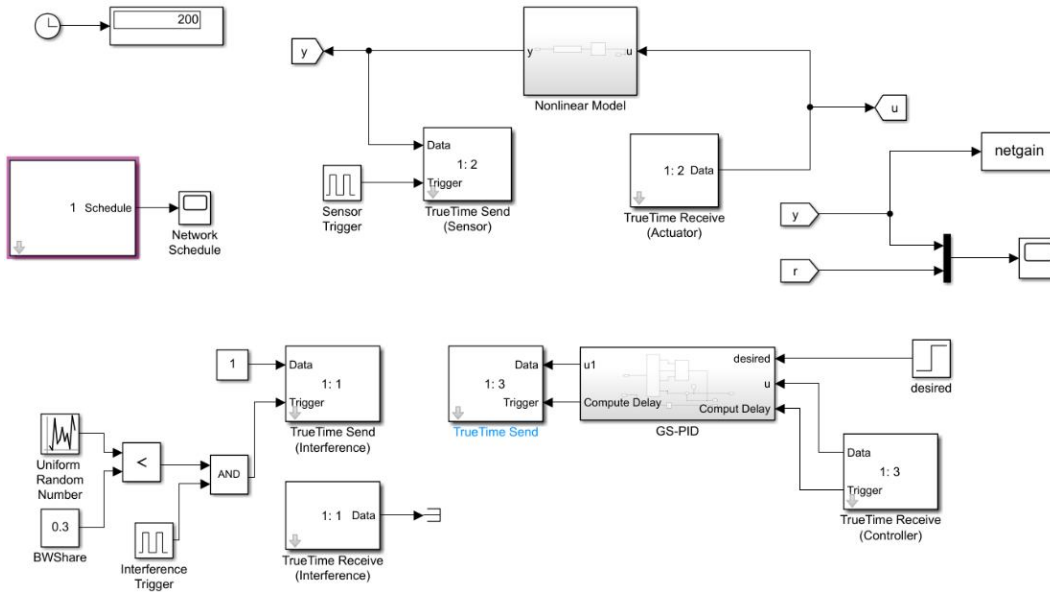 200
y
y
u
Nonlinear Model
u
netgain
Data
1: 2
Trigger
TrueTime Send
(Sensor)
Sensor
Trigger
1: 2 Data
TrueTime Receive
(Actuator)
1 Schedule
Network
Schedule
y
r
1
Data
1: 1
Trigger
TrueTime Send
(Interference)
Data
1: 3
Trigger
TrueTime Send
u1
Compute Delay
desired
u
Comput Delay
GS-PID
desired
Data
1: 3
Trigger
TrueTime Receive
(Controller)
Uniform
Random
Number
<
AND
0.3
BWShare
Interference
Trigger
1: 1 Data
TrueTime Receive
(Interference)